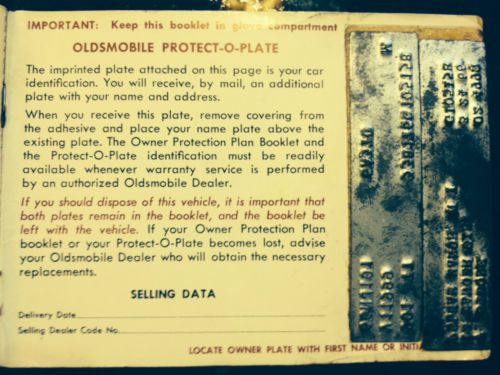 IMPORTANT: Keep this booklet in glove compartment
OLDSMOBILE PROTECT-O-PLATE
The imprinted plate attached on this page is your car
identification. You will receive, by mail, an additional
plate with your name and address.
When you receive this plate, remove covering from
the adhesive and place your name plate above the
existing plate. The Owner Protection Plan Booklet and
the Protect-O-Plate identification must be readily
available whenever warranty service is performed
by an authorized Oldsmobile Dealer.
If you should dispose of this vehicle, it is important that
both plates remain in the booklet, and the booklet be
left with the vehicle. If your Owner Protection Plan
booklet or your Protect-O-Plate becomes lost, advise
your Oldsmobile Dealer who will obtain the necessary
replacements.
SELLING DATA
Delivery Date
Selling Dealer Code No.
LOCATE OWNER PLATE WITH FIRST NAME OR